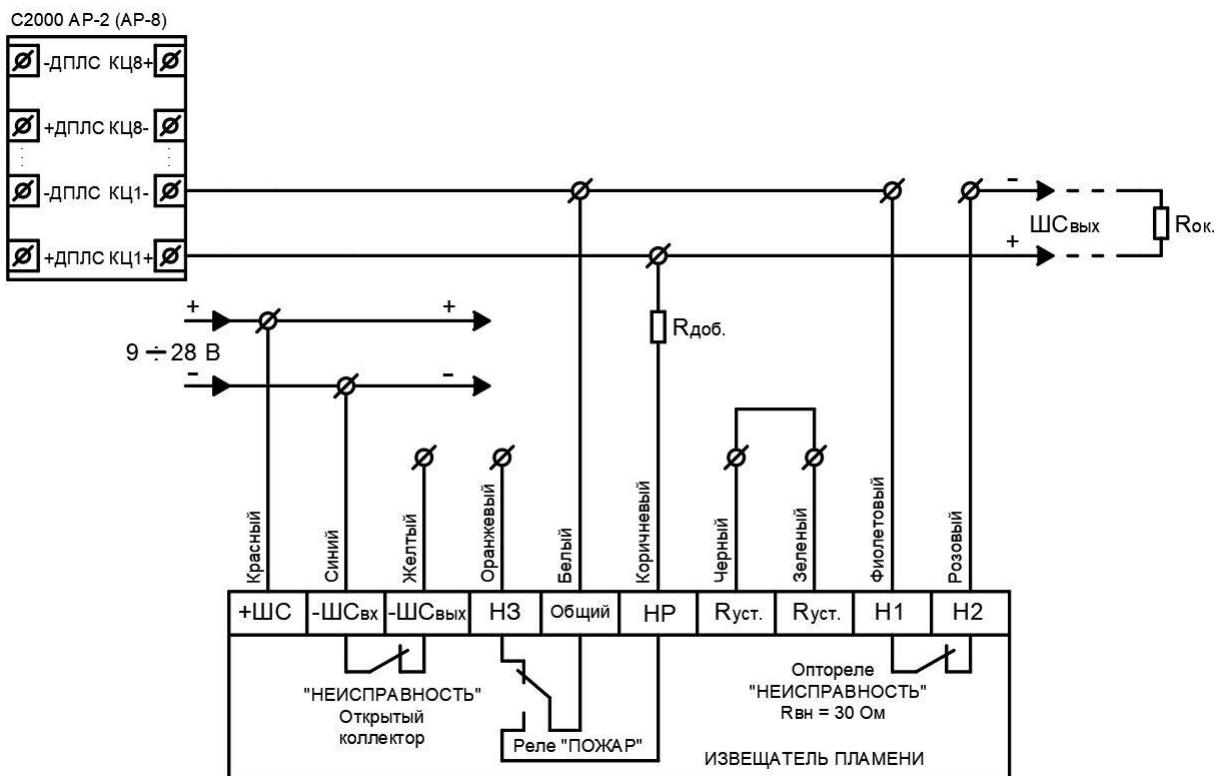 С2000 АР-2 (АР-8)
-ДПЛС КЦ8+
+ДПЛС КЦ8-
-ДПЛС КЦ1-
+ДПЛС КЦ1+
-
ШСвых
+
Rок.
+ +
9 ÷ 28 В
- -
Rдоб.
Красный
Синий
Желтый
Оранжевый
Белый
Коричневый
Черный
Зеленый
Фиолетовый
Розовый
+ШС -ШСвх -ШСвых НЗ Общий НР Rуст. Rуст. Н1 Н2
"НЕИСПРАВНОСТЬ"
Открытый
коллектор
Реле "ПОЖАР"
Оптореле
"НЕИСПРАВНОСТЬ"
Rвн = 30 Ом
ИЗВЕЩАТЕЛЬ ПЛАМЕНИ